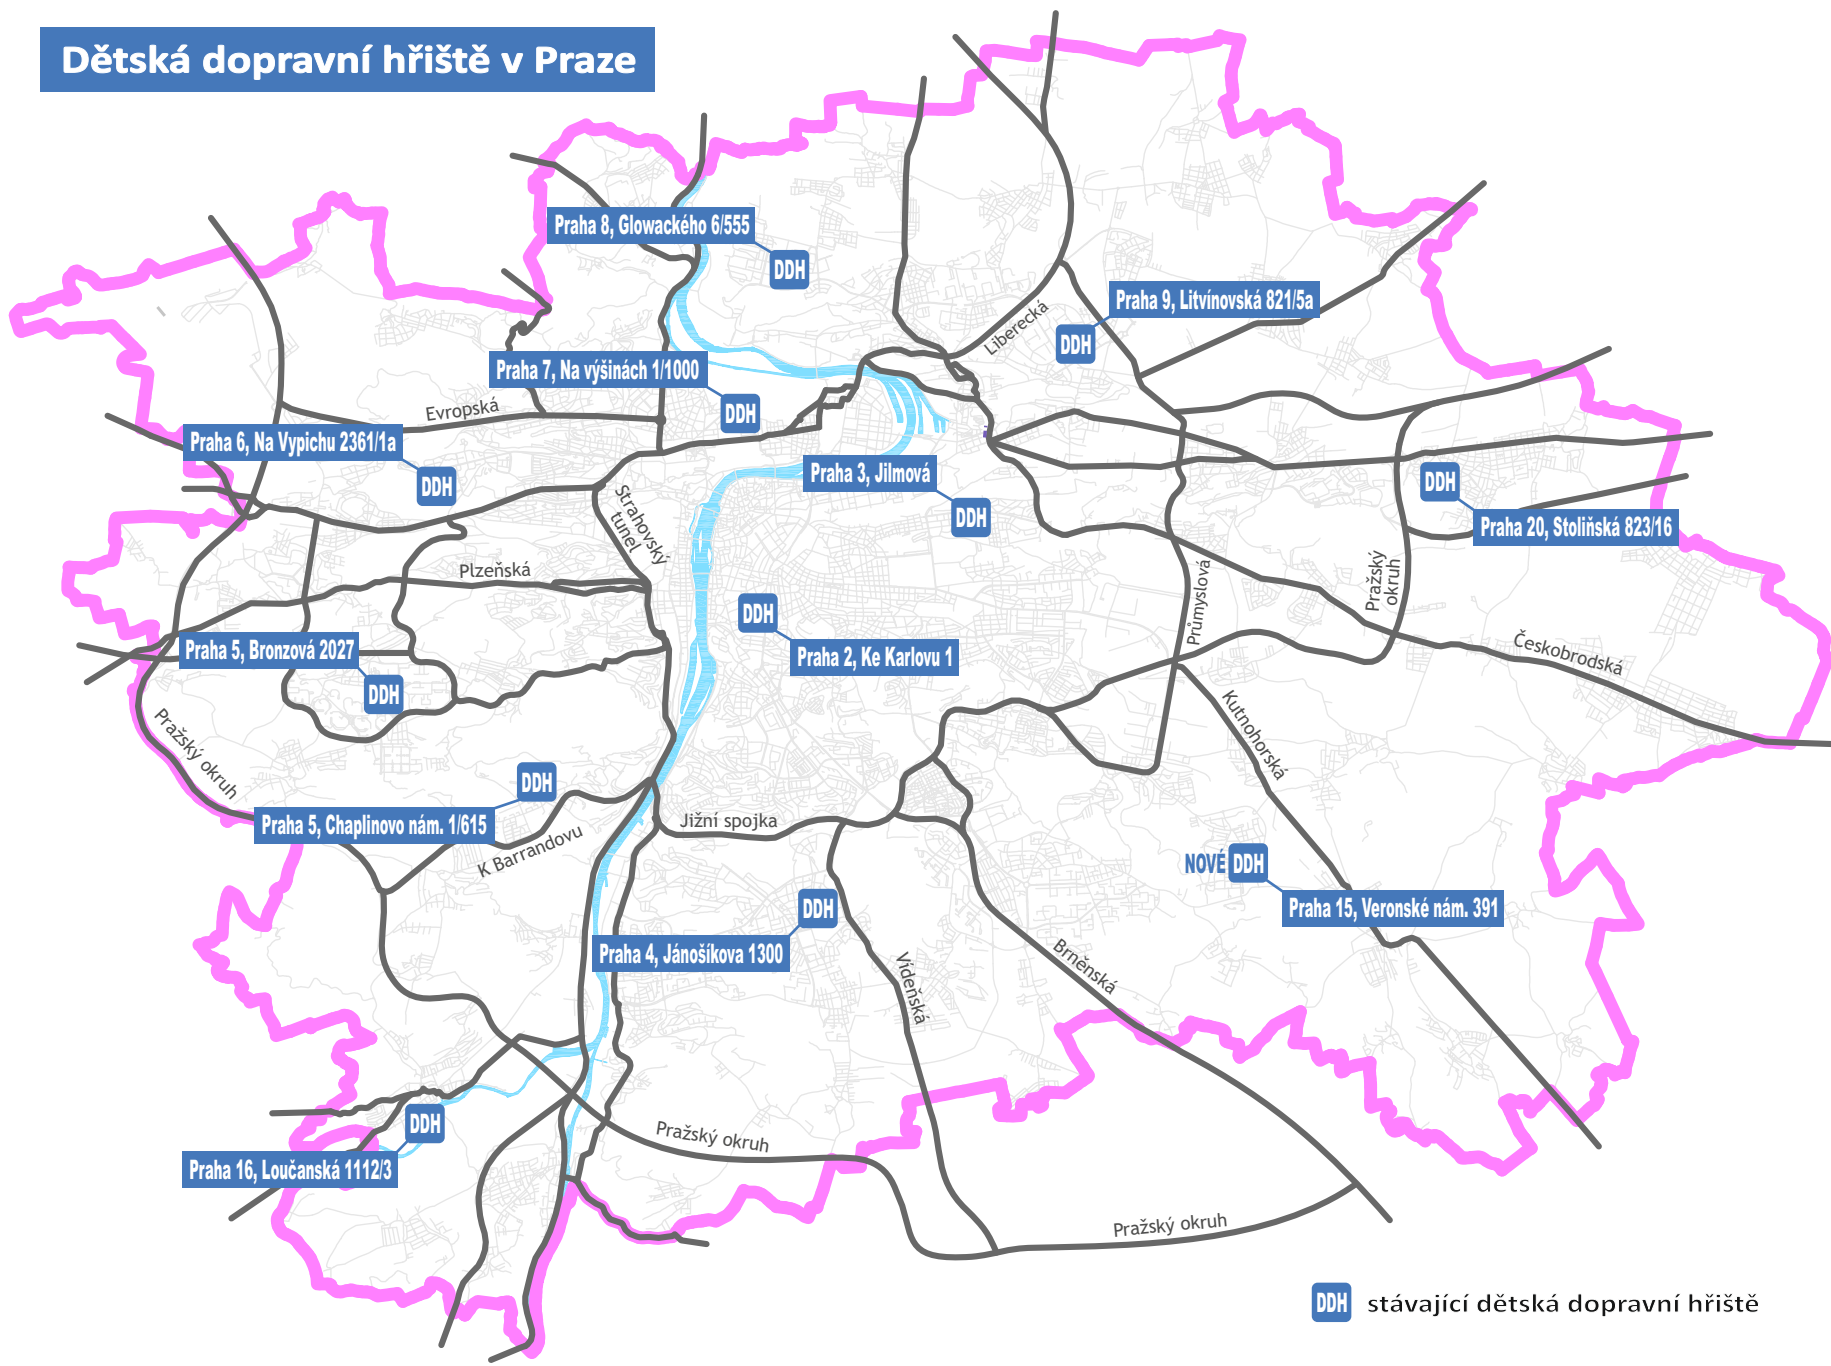 Dětská dopravní hřiště v Praze
Praha 8, Glowackého 6/555
DDH
Praha 9, Litvínovská 821/5a
DDH
Liberecká
Praha 7, Na výšinách 1/1000
DDH
Evropská
Praha 6, Na Vypichu 2361/1a
DDH
Praha 3, Jilmová
DDH
DDH
Praha 20, Stoliňská 823/16
Strahovský
tunel
Plzeňská
Pražský
okruh
Průmyslová
DDH
Praha 2, Ke Karlovu 1
Českobrodská
Praha 5, Bronzová 2027
DDH
Kutnohorská
Pražský okruh
DDH
Praha 5, Chaplinovo nám. 1/615
Jižní spojka
K Barrandovu
NOVÉ
DDH
Praha 15, Veronské nám. 391
DDH
Praha 4, Jánošíkova 1300
Vídeňská
Brněnská
DDH
Praha 16, Loučanská 1112/3
Pražský okruh
Pražský okruh
DDH
stávající dětská dopravní hřiště